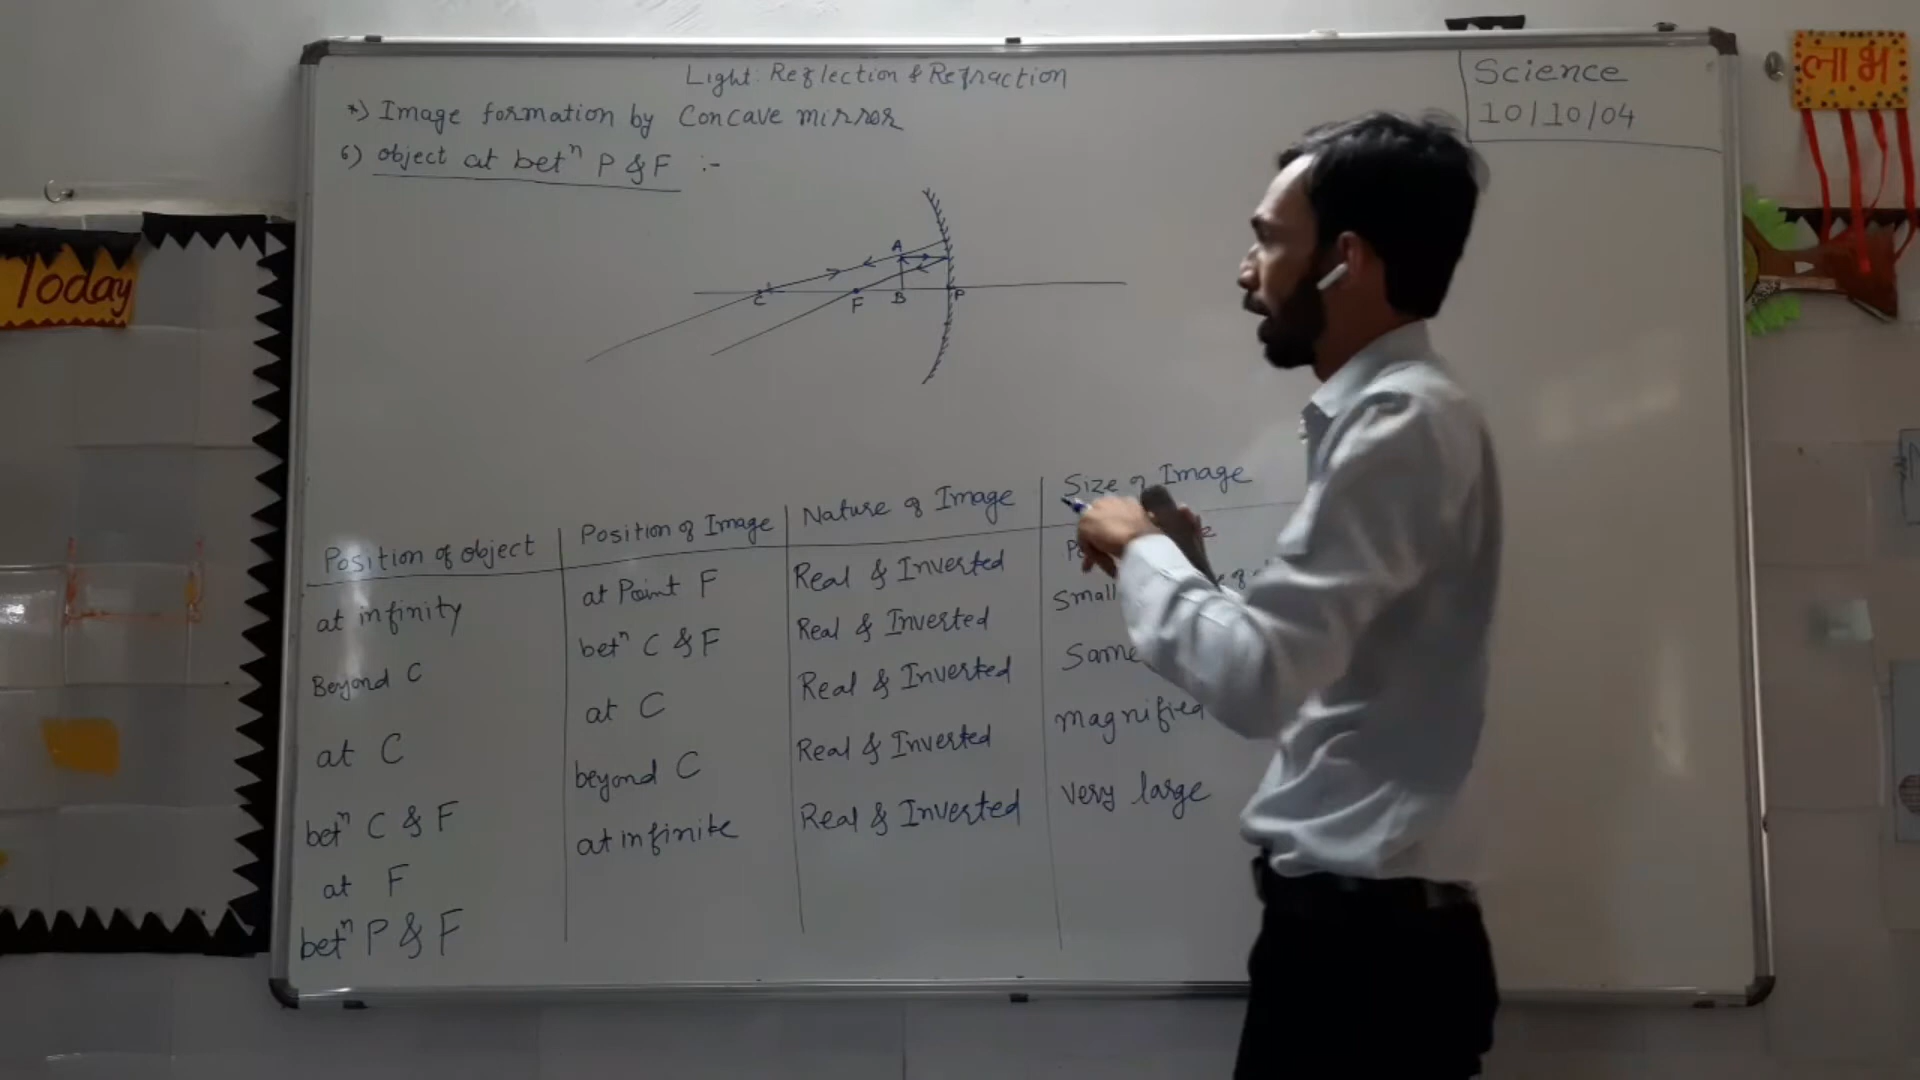 Light: Reflection & Refraction
*) Image formation by Concave mirror
6) object at betⁿ P & F :-
Science
10/10/04
लाभ
Today
A
C
F
B
P
Position of object
Position of Image
Nature of Image
Size of Image
at infinity
at Point F
Real & Inverted
Beyond C
betⁿ C & F
Real & Inverted
Small
at C
at C
Real & Inverted
Same
betⁿ C & F
beyond C
Real & Inverted
magnified
at F
at infinite
Real & Inverted
very large
betⁿ P & F